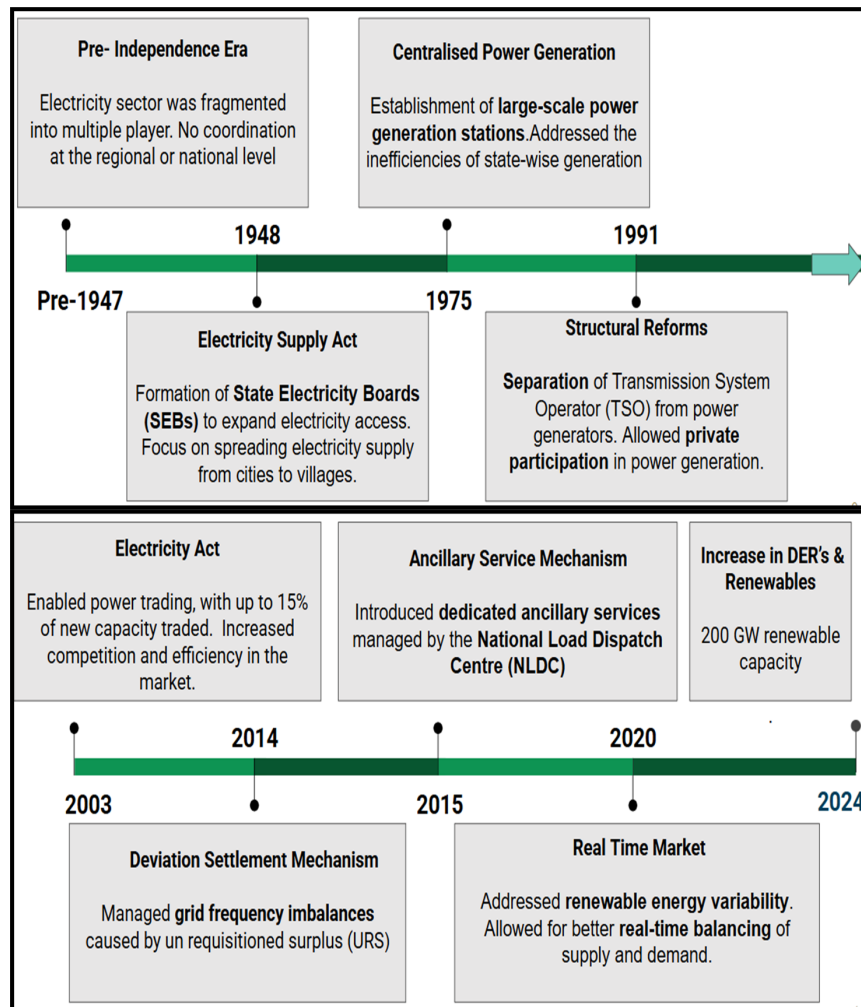 Pre- Independence Era
Electricity sector was fragmented
into multiple player. No coordination
at the regional or national level
Centralised Power Generation
Establishment of large-scale power
generation stations.Addressed the
inefficiencies of state-wise generation
1948
1991
Pre-1947
1975
Electricity Supply Act
Formation of State Electricity Boards
(SEBs) to expand electricity access.
Focus on spreading electricity supply
from cities to villages.
Structural Reforms
Separation of Transmission System
Operator (TSO) from power
generators. Allowed private
participation in power generation.
Electricity Act
Enabled power trading, with up to 15%
of new capacity traded. Increased
competition and efficiency in the
market.
Ancillary Service Mechanism
Introduced dedicated ancillary services
managed by the National Load Dispatch
Centre (NLDC)
Increase in DER's &
Renewables
200 GW renewable
capacity
2014
2020
2003
2015
2024
Deviation Settlement Mechanism
Managed grid frequency imbalances
caused by un requisitioned surplus (URS)
Real Time Market
Addressed renewable energy variability.
Allowed for better real-time balancing of
supply and demand.